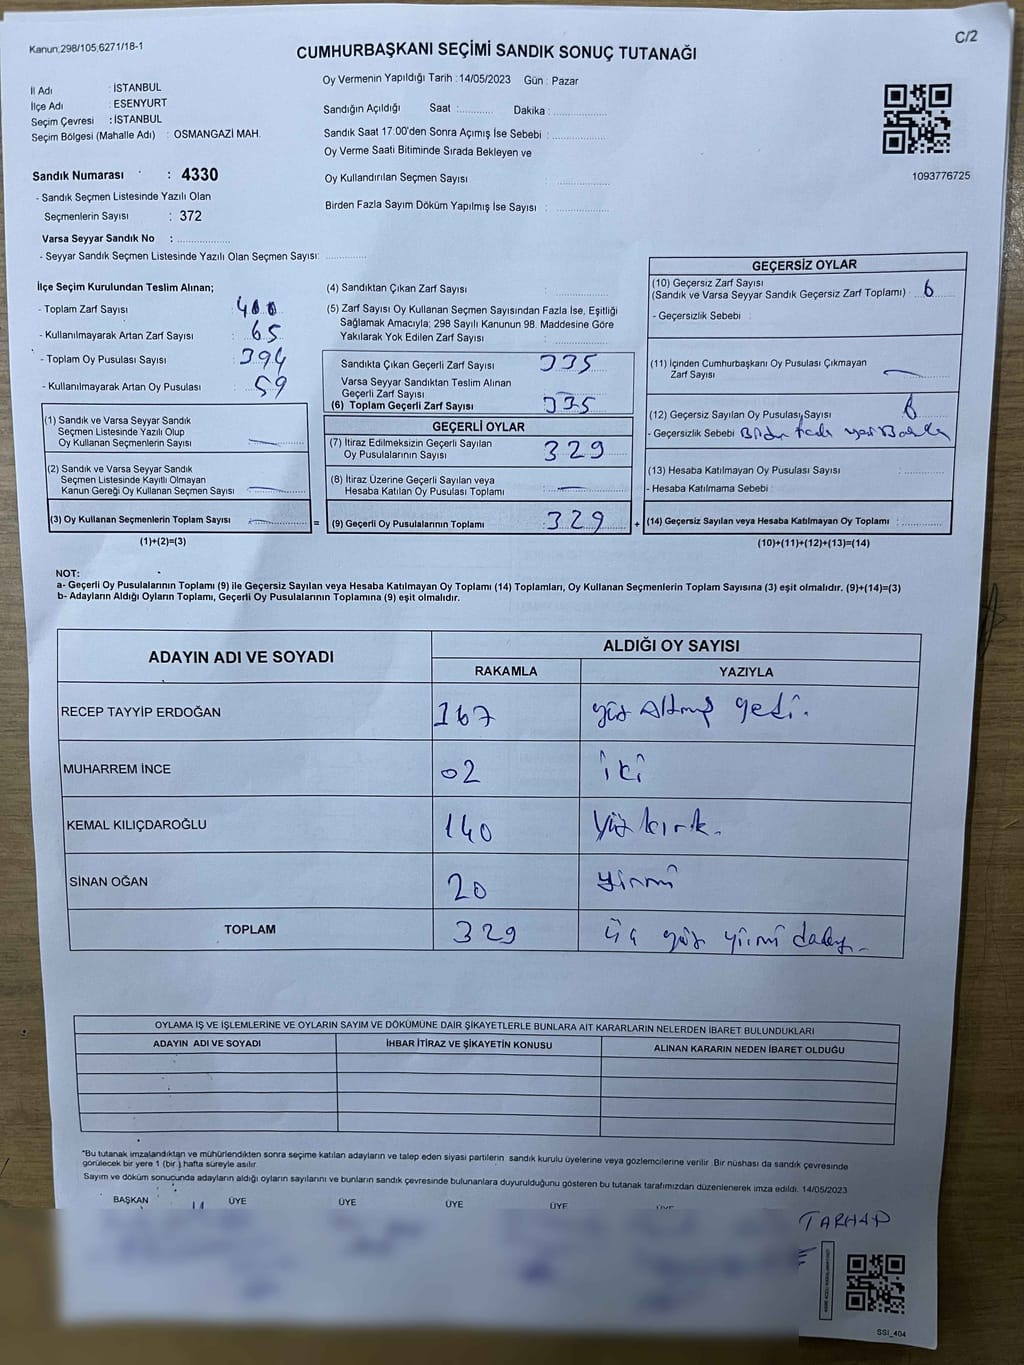 Kanun;298/105;6271/18-1
C/2
CUMHURBAŞKANI SEÇİMİ SANDIK SONUÇ TUTANAĞI
İl Adı : İSTANBUL
İlçe Adı : ESENYURT
Seçim Çevresi : İSTANBUL
Seçim Bölgesi (Mahalle Adı) : OSMANGAZİ MAH.
Oy Vermenin Yapıldığı Tarih :14/05/2023 Gün : Pazar
Sandığın Açıldığı Saat :.......... Dakika :..............
Sandık Saat 17.00'den Sonra Açımış İse Sebebi :..............
Oy Verme Saati Bitiminde Sırada Bekleyen ve
Oy Kullandırılan Seçmen Sayısı :..............
Birden Fazla Sayım Döküm Yapılmış İse Sayısı :..............
1093776725
Sandık Numarası : 4330
- Sandık Seçmen Listesinde Yazılı Olan
Seçmenlerin Sayısı : 372
Varsa Seyyar Sandık No :..............
- Seyyar Sandık Seçmen Listesinde Yazılı Olan Seçmen Sayısı:..............
İlçe Seçim Kurulundan Teslim Alınan;
- Toplam Zarf Sayısı : 400
- Kullanılmayarak Artan Zarf Sayısı : 65
- Toplam Oy Pusulası Sayısı : 394
- Kullanılmayarak Artan Oy Pusulası : 59
(1) Sandık ve Varsa Seyyar Sandık
Seçmen Listesinde Yazılı Olup
Oy Kullanan Seçmenlerin Sayısı :
(2) Sandık ve Varsa Seyyar Sandık
Seçmen Listesinde Kayıtlı Olmayan
Kanun Gereği Oy Kullanan Seçmen Sayısı :
(3) Oy Kullanan Seçmenlerin Toplam Sayısı : =
(1)+(2)=(3)
(4) Sandıktan Çıkan Zarf Sayısı :..............
(5) Zarf Sayısı Oy Kullanan Seçmen Sayısından Fazla İse, Eşitliği
Sağlamak Amacıyla; 298 Sayılı Kanunun 98. Maddesine Göre
Yakılarak Yok Edilen Zarf Sayısı :..............
Sandıkta Çıkan Geçerli Zarf Sayısı : 335
Varsa Seyyar Sandıktan Teslim Alınan
Geçerli Zarf Sayısı
(6) Toplam Geçerli Zarf Sayısı : 335
GEÇERLİ OYLAR
(7) İtiraz Edilmeksizin Geçerli Sayılan
Oy Pusulalarının Sayısı : 329
(8) İtiraz Üzerine Geçerli Sayılan veya
Hesaba Katılan Oy Pusulası Toplamı :
(9) Geçerli Oy Pusulalarının Toplamı : 329 +
GEÇERSİZ OYLAR
(10) Geçersiz Zarf Sayısı
(Sandık ve Varsa Seyyar Sandık Geçersiz Zarf Toplamı) : 6
- Geçersizlik Sebebi :
(11) İçinden Cumhurbaşkanı Oy Pusulası Çıkmayan
Zarf Sayısı :
(12) Geçersiz Sayılan Oy Pusulası Sayısı : 6
- Geçersizlik Sebebi :
(13) Hesaba Katılmayan Oy Pusulası Sayısı :..............
- Hesaba Katılmama Sebebi :
(14) Geçersiz Sayılan veya Hesaba Katılmayan Oy Toplamı :..............
(10)+(11)+(12)+(13)=(14)
NOT:
a- Geçerli Oy Pusulalarının Toplamı (9) ile Geçersiz Sayılan veya Hesaba Katılmayan Oy Toplamı (14) Toplamları, Oy Kullanan Seçmenlerin Toplam Sayısına (3) eşit olmalıdır. (9)+(14)=(3)
b- Adayların Aldığı Oyların Toplamı, Geçerli Oy Pusulalarının Toplamına (9) eşit olmalıdır.
ADAYIN ADI VE SOYADI
ALDIĞI OY SAYISI
RAKAMLA YAZIYLA
RECEP TAYYİP ERDOĞAN 167 yüz Altmış yedi.
MUHARREM İNCE 02 iki
KEMAL KILIÇDAROĞLU 140 Yüz kırk.
SİNAN OĞAN 20 yirmi
TOPLAM 329 üç yüz yirmi dokuz
OYLAMA İŞ VE İŞLEMLERİNE VE OYLARIN SAYIM VE DÖKÜMÜNE DAİR ŞİKAYETLERLE BUNLARA AİT KARARLARIN NELERDEN İBARET BULUNDUKLARI
ADAYIN ADI VE SOYADI İHBAR İTİRAZ VE ŞİKAYETİN KONUSU ALINAN KARARIN NEDEN İBARET OLDUĞU
*Bu tutanak imzalandıktan ve mühürlendikten sonra seçime katılan adayların ve talep eden siyasi partilerin sandık kurulu üyelerine veya gözlemcilerine verilir. Bir nüshası da sandık çevresinde
görülecek bir yere 1 (bir ) hafta süreyle asılır
Sayım ve döküm sonucunda adayların aldığı oyların sayılarını ve bunların sandık çevresinde bulunanlara duyurulduğunu gösteren bu tutanak tarafımızdan düzenlenerek imza edildi. 14/05/2023
BAŞKAN ÜYE ÜYE ÜYE ÜYE ÜYE
TARHAP
SSİ_404